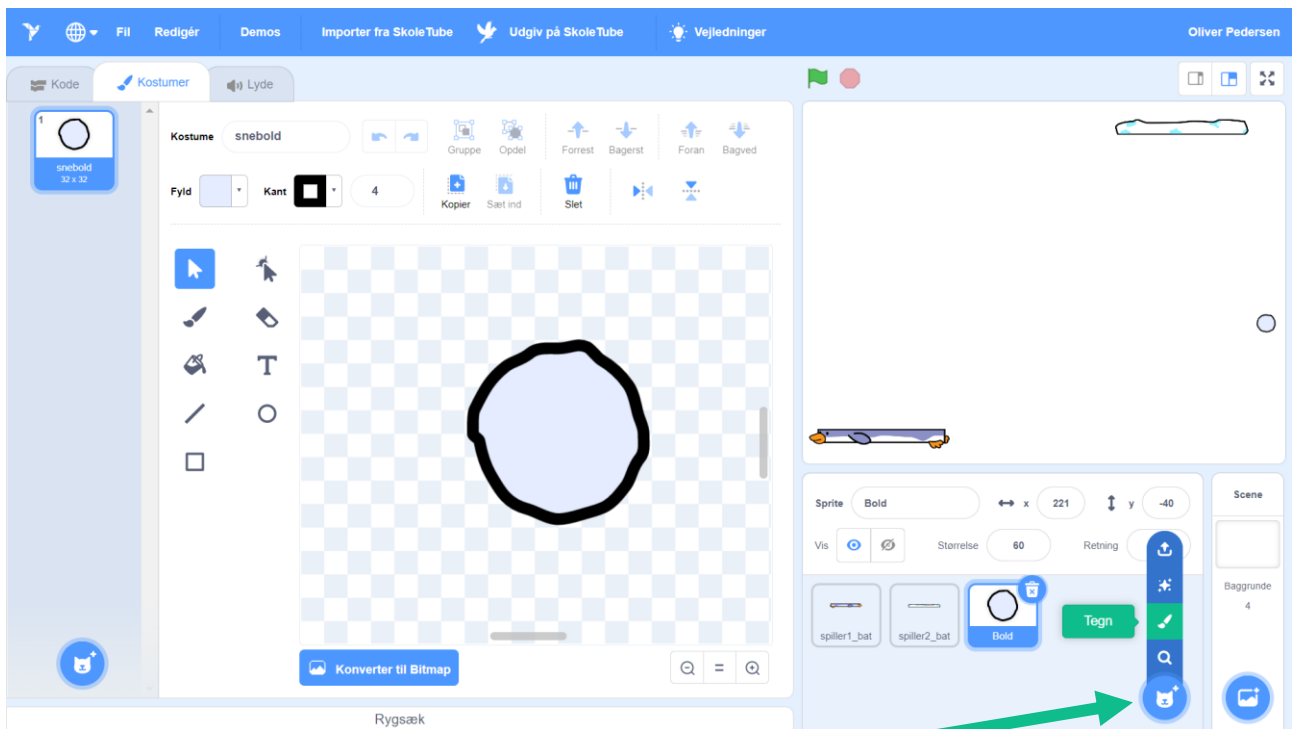 Fil Redigér Demos Importer fra SkoleTube Udgiv på SkoleTube Vejledninger Oliver Pedersen
Kode Kostumer Lyde
1
snebold
32 x 32
Kostume snebold
Gruppe Opdel Forrest Bagerst Foran Bagved
Fyld Kant 4
Kopier Sæt ind Slet
T
Konverter til Bitmap
=
Rygsæk
Sprite Bold x 221 y -40
Vis Størrelse 60 Retning
spiller1_bat spiller2_bat Bold
Tegn
Scene
Baggrunde
4